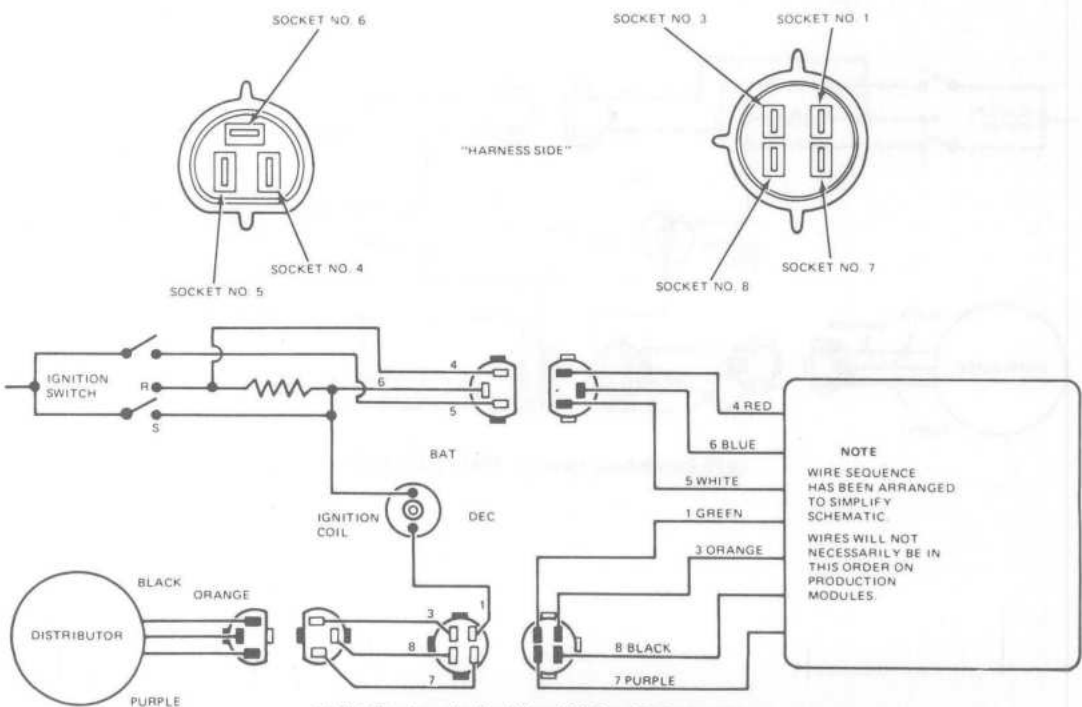 SOCKET NO. 6
SOCKET NO. 3
SOCKET NO. 1
"HARNESS SIDE"
SOCKET NO. 4
SOCKET NO. 5
SOCKET NO. 7
SOCKET NO. 8
IGNITION
SWITCH
R
S
4
6
5
BAT
IGNITION
COIL
DEC
4 RED
6 BLUE
5 WHITE
1 GREEN
3 ORANGE
8 BLACK
7 PURPLE
NOTE
WIRE SEQUENCE
HAS BEEN ARRANGED
TO SIMPLIFY
SCHEMATIC.
WIRES WILL NOT
NECESSARILY BE IN
THIS ORDER ON
PRODUCTION
MODULES.
BLACK
ORANGE
DISTRIBUTOR
PURPLE
3
1
8
7